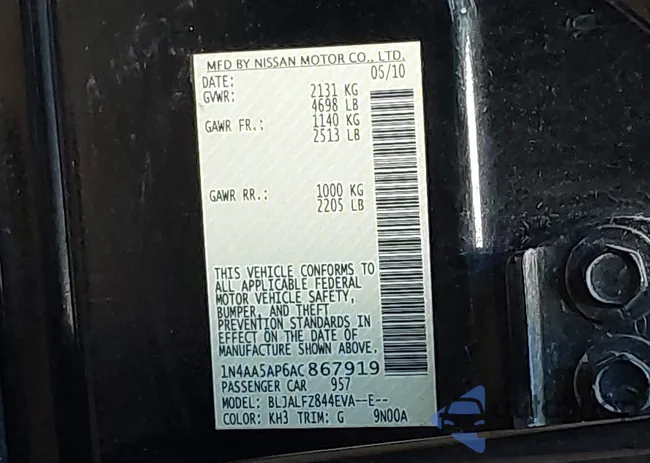 MFD BY NISSAN MOTOR CO., LTD.
DATE: 05/10
GVWR: 2131 KG
4698 LB
GAWR FR.: 1140 KG
2513 LB
GAWR RR.: 1000 KG
2205 LB
THIS VEHICLE CONFORMS TO
ALL APPLICABLE FEDERAL
MOTOR VEHICLE SAFETY,
BUMPER, AND THEFT
PREVENTION STANDARDS IN
EFFECT ON THE DATE OF
MANUFACTURE SHOWN ABOVE.
1N4AA5AP6AC867919
PASSENGER CAR 957
MODEL: BLJALFZ844EVA--E--
COLOR: KH3 TRIM: G 9N00A